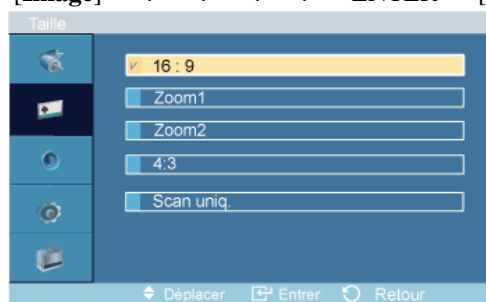 Taille
16 : 9
Zoom1
Zoom2
4:3
Scan uniq.
Déplacer Entrer Retour